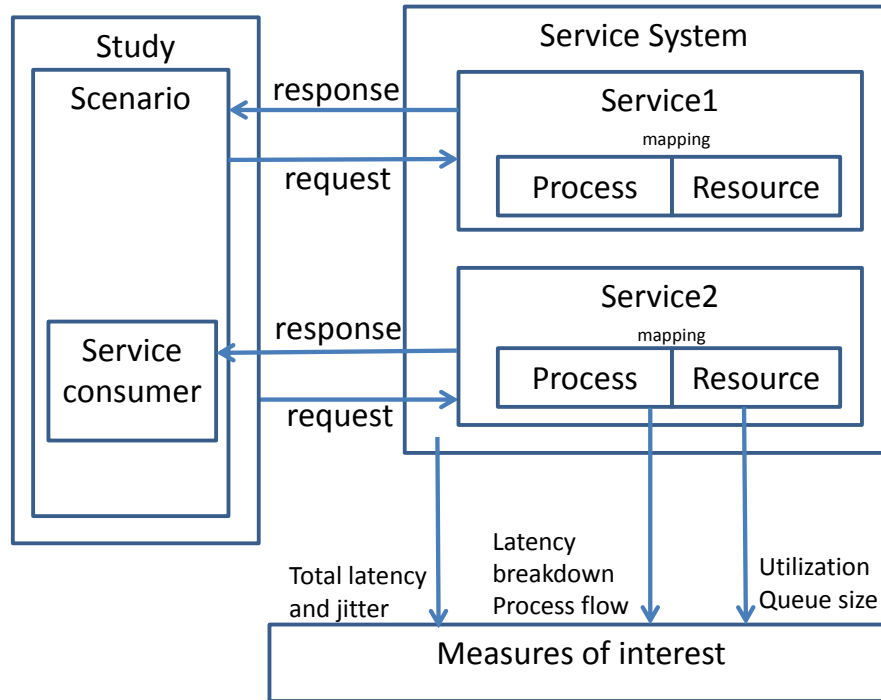 Study
Scenario
Service
consumer
response
request
response
request
Service System
Service1
mapping
Process
Resource
Service2
mapping
Process
Resource
Total latency
and jitter
Latency
breakdown
Process flow
Utilization
Queue size
Measures of interest